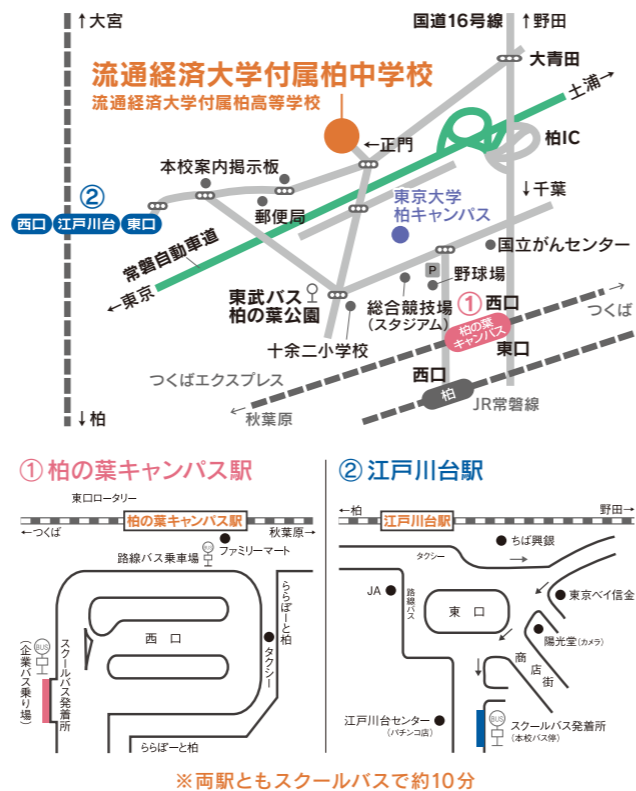 ↑大宮
国道16号線
↑野田
大青田
流通経済大学付属柏中学校
流通経済大学付属柏高等学校
土浦→
←正門
柏IC
本校案内掲示板
②
郵便局
東京大学
柏キャンパス
↓千葉
西口
江戸川台
東口
国立がんセンター
常磐自動車道
←東京
P
野球場
東武バス
柏の葉公園
総合競技場
(スタジアム)
①
西口
柏の葉
キャンパス
→
つくば
十余二小学校
東口
つくばエクスプレス
西口
←
秋葉原
柏
JR常磐線
↓柏
①柏の葉キャンパス駅
東口ロータリー
柏の葉キャンパス駅
←つくば
秋葉原→
ファミリーマート
路線バス乗車場
BUS
ららぽーと柏
西口
タクシー
BUS
スクールバス発着所
(企業バス乗り場)
ららぽーと柏
②江戸川台駅
←柏
江戸川台駅
野田→
ちば興銀
タクシー
→
JA
路線バス
東口
東京ベイ信金
陽光堂(カメラ)
商店街
江戸川台センター
(パチンコ店)
BUS
スクールバス発着所
(本校バス停)
※両駅ともスクールバスで約10分